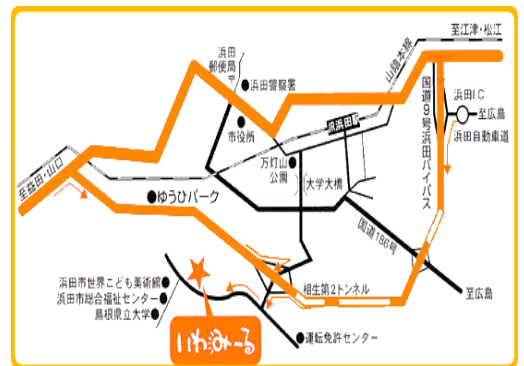 至江津・松江
浜田
郵便局
山陰本線
浜田警察署
国道9号浜田バイパス
浜田I.C
至広島
市役所
JR浜田駅
浜田自動車道
万灯山
公園
大学大橋
至益田・山口
ゆうひパーク
国道186号
浜田市世界こども美術館
浜田市総合福祉センター
島根県立大学
相生第2トンネル
至広島
いわみーる
運転免許センター